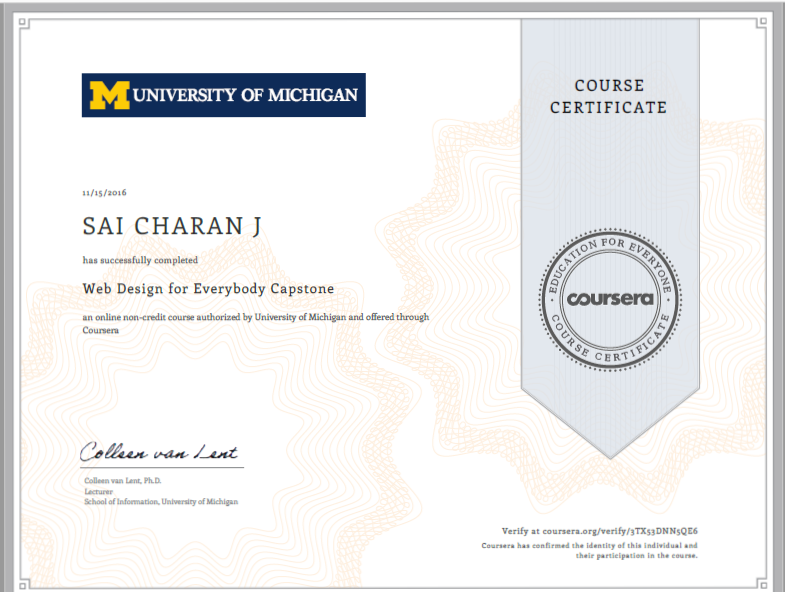 M UNIVERSITY OF MICHIGAN
COURSE
CERTIFICATE
11/15/2016
SAI CHARAN J
has successfully completed
Web Design for Everybody Capstone
an online non-credit course authorized by University of Michigan and offered through
Coursera
EDUCATION FOR EVERYONE
coursera
COURSE CERTIFICATE
Colleen van Lent
Colleen van Lent, Ph.D.
Lecturer
School of Information, University of Michigan
Verify at coursera.org/verify/3TX53DNN5QE6
Coursera has confirmed the identity of this individual and
their participation in the course.